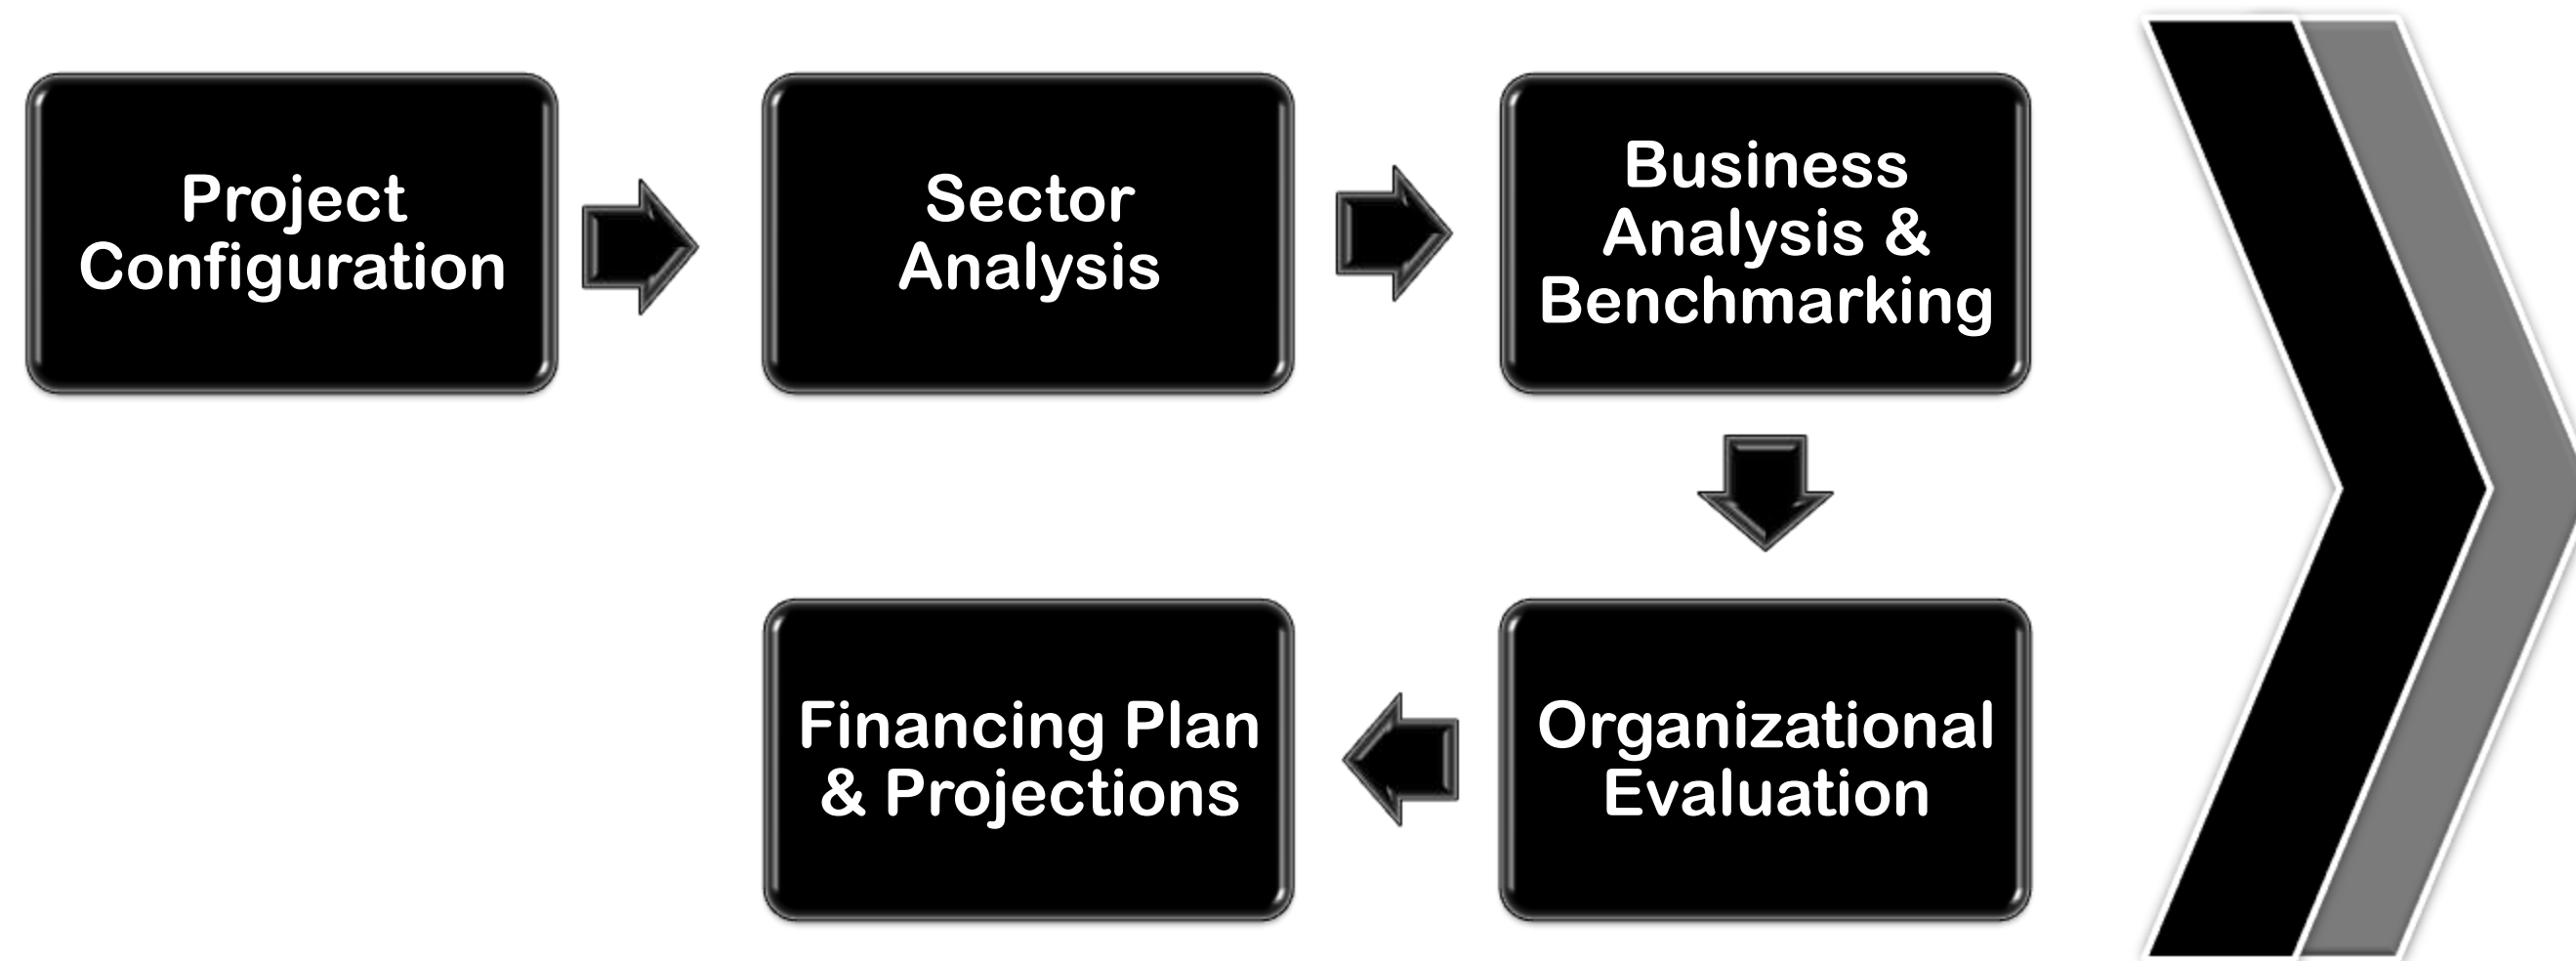 Project
Configuration
Sector
Analysis
Business
Analysis &
Benchmarking
Financing Plan
& Projections
Organizational
Evaluation